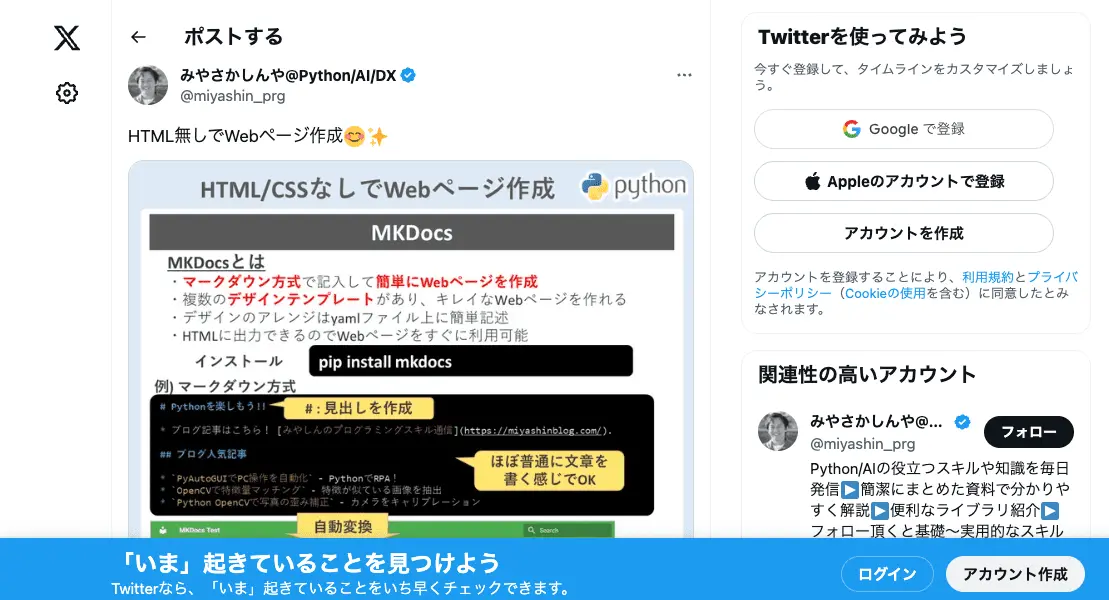 ポストする
みやさかしんや@Python/AI/DX
@miyashin_prg
HTML無しでWebページ作成😊✨
HTML/CSSなしでWebページ作成
python
MKDocs
MKDocsとは
・マークダウン方式で記入して簡単にWebページを作成
・複数のデザインテンプレートがあり、キレイなWebページを作れる
・デザインのアレンジはyamlファイル上に簡単記述
・HTMLに出力できるのでWebページをすぐに利用可能
インストール
pip install mkdocs
例) マークダウン方式
# Pythonを楽しもう!!
# : 見出しを作成
* ブログ記事はこちら! [みやしんのプログラミングスキル通信](https://miyashinblog.com/).
## ブログ人気記事
ほぼ普通に文章を
書く感じでOK
* `PyAutoGUIでPC操作を自動化` - PythonでRPA!
* `OpenCVで特徴量マッチング` - 特徴が似ている画像を抽出
* `Python OpenCVで写真の歪み補正` - カメラをキャリブレーション
自動変換
MKDocs Test
Search
Twitterを使ってみよう
今すぐ登録して、タイムラインをカスタマイズしましょ
う。
Google で登録
Appleのアカウントで登録
アカウントを作成
アカウントを登録することにより、利用規約とプライバ
シーポリシー(Cookieの使用を含む)に同意したとみ
なされます。
関連性の高いアカウント
みやさかしんや@...
@miyashin_prg
フォロー
Python/AIの役立つスキルや知識を毎日
発信▶️簡潔にまとめた資料で分かりや
すく解説▶️便利なライブラリ紹介▶️
フォロー頂くと基礎〜実用的なスキル
「いま」起きていることを見つけよう
Twitterなら、「いま」起きていることをいち早くチェックできます。
ログイン
アカウント作成